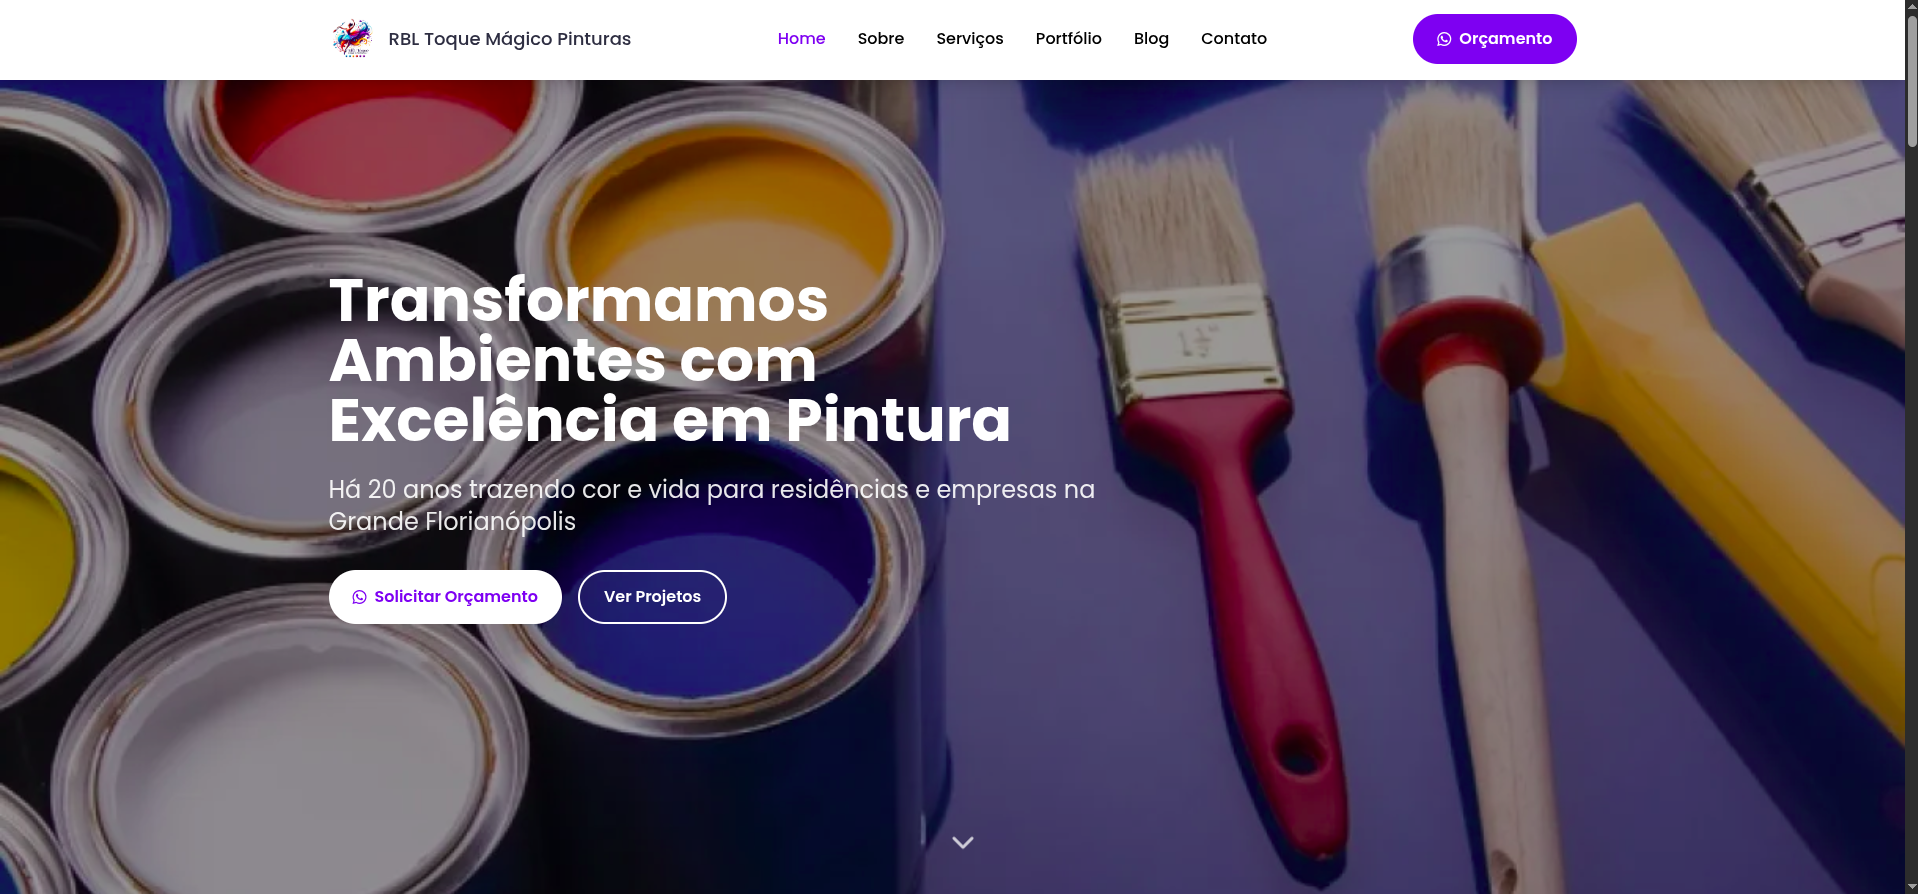 RBL Toque Mágico Pinturas
Home
Sobre
Serviços
Portfólio
Blog
Contato
Orçamento
Transformamos
Ambientes com
Excelência em Pintura
Há 20 anos trazendo cor e vida para residências e empresas na
Grande Florianópolis
Solicitar Orçamento
Ver Projetos